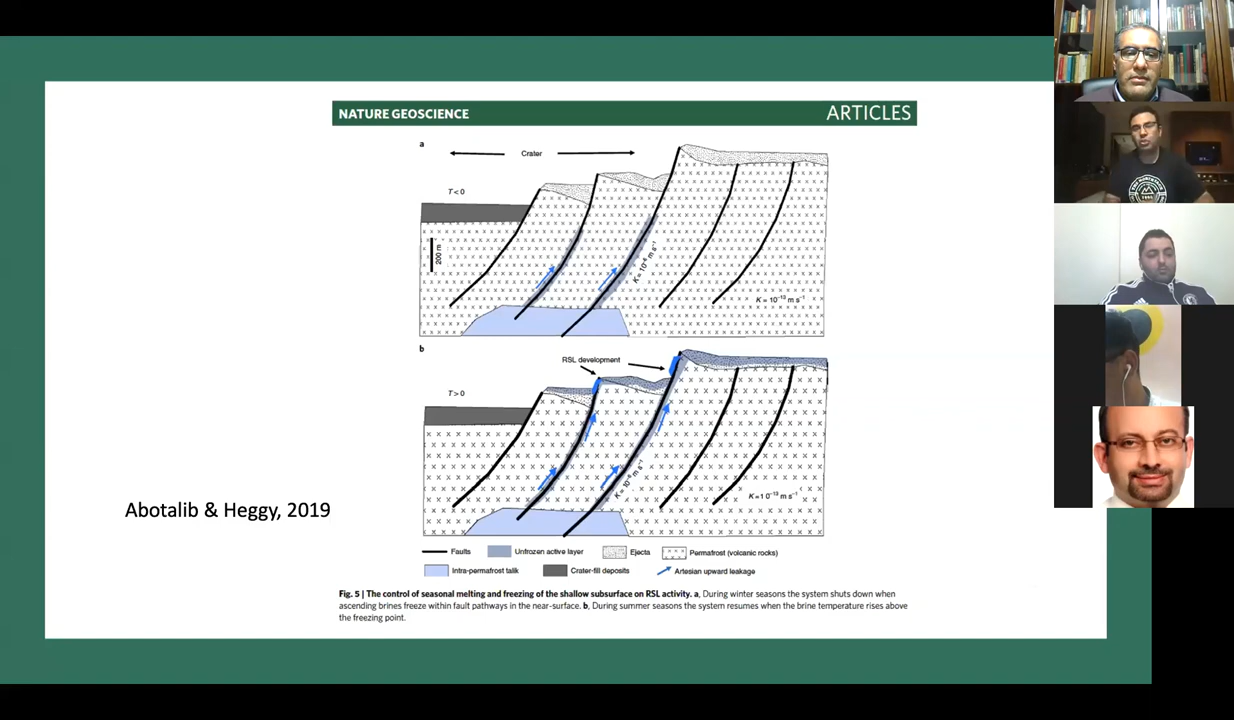 NATURE GEOSCIENCE
ARTICLES
a
Crater
T < 0
200 m
K = 10⁻⁶ m s⁻¹
K = 10⁻¹³ m s⁻¹
b
RSL development
T > 0
K = 10⁻⁶ m s⁻¹
K = 10⁻¹³ m s⁻¹
Abotalib & Heggy, 2019
Faults
Unfrozen active layer
Ejecta
Permafrost (volcanic rocks)
Intra-permafrost talik
Crater-fill deposits
Artesian upward leakage
Fig. 5 | The control of seasonal melting and freezing of the shallow subsurface on RSL activity. a, During winter seasons the system shuts down when
ascending brines freeze within fault pathways in the near-surface. b, During summer seasons the system resumes when the brine temperature rises above
the freezing point.